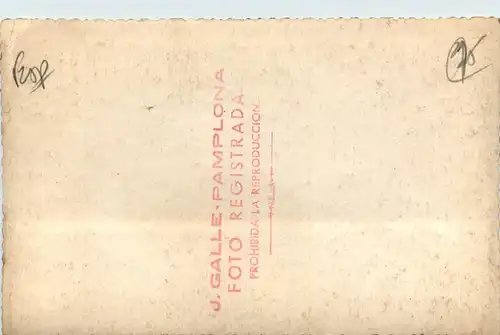 J. GALLE-PAMPLONA
FOTO REGISTRADA
PROHIBIDA LA REPRODUCCION